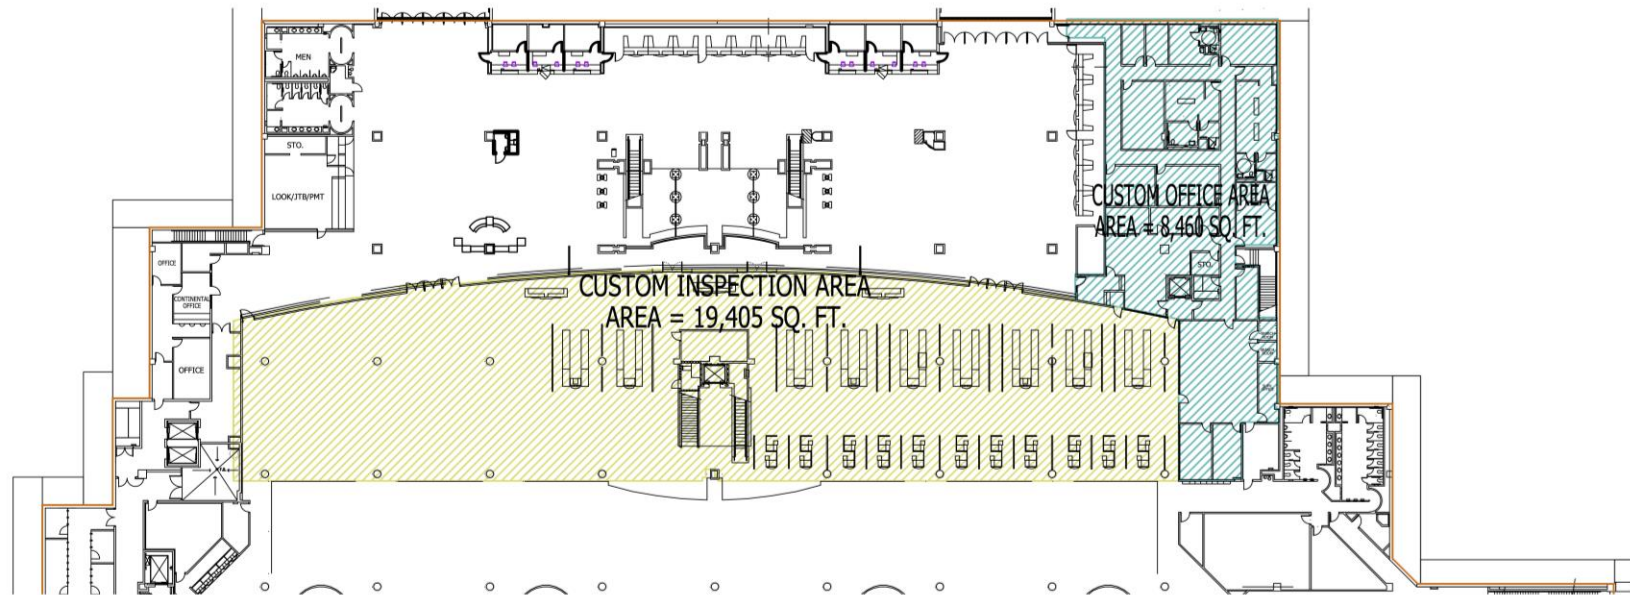 MEN
STO.
LOOK/JTB/PMT
CUSTOM OFFICE AREA
AREA = 8,460 SQ. FT.
OFFICE
STO.
CUSTOM INSPECTION AREA
AREA = 19,405 SQ. FT.
CONTINENTAL
OFFICE
OFFICE